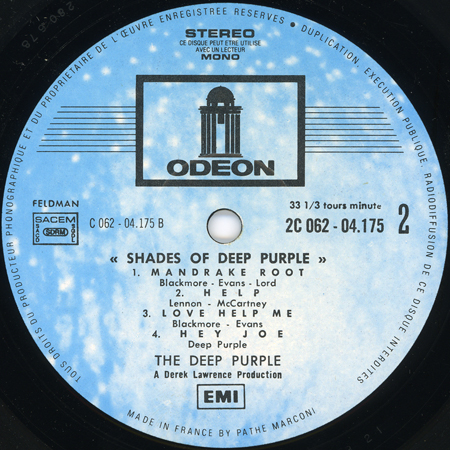 TOUS DROITS DU PRODUCTEUR PHONOGRAPHIQUE ET DU PROPRIETAIRE DE L'ŒUVRE ENREGISTREE RESERVES • DUPLICATION EXECUTION PUBLIQUE, RADIODIFFUSION DE CE DISQUE INTERDITES
STEREO
CE DISQUE PEUT ETRE UTILISE
AVEC UN LECTEUR
MONO
ODEON
FELDMAN
33 1/3 tours minute
SACEM
SACD
SDRM
SGDL
C 062 - 04.175 B
2C 062 - 04.175
2
« SHADES OF DEEP PURPLE »
1. MANDRAKE ROOT
Blackmore - Evans - Lord
2. HELP
Lennon - McCartney
3. LOVE HELP ME
Blackmore - Evans
4. HEY JOE
Deep Purple
THE DEEP PURPLE
A Derek Lawrence Production
EMI
MADE IN FRANCE BY PATHE MARCONI